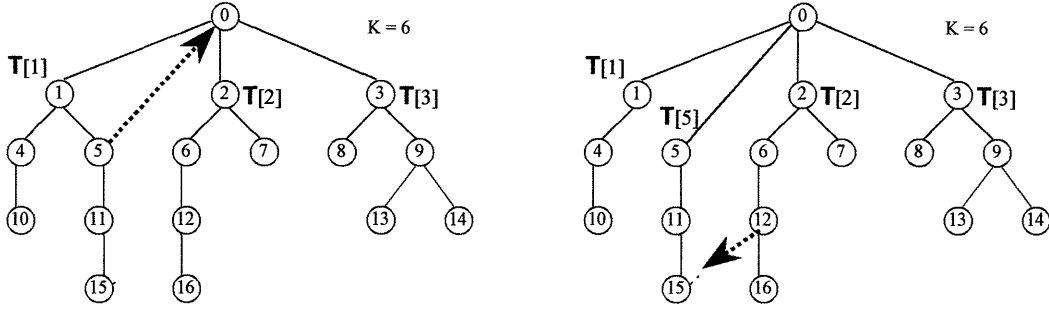 0 0
K = 6 K = 6
T[1] T[1]
1 2 T[2] 3 T[3] 1 2 T[2] 3 T[3]
T[5]
4 5 6 7 8 9 4 5 6 7 8 9
10 11 12 13 14 10 11 12 13 14
15 16 15 16